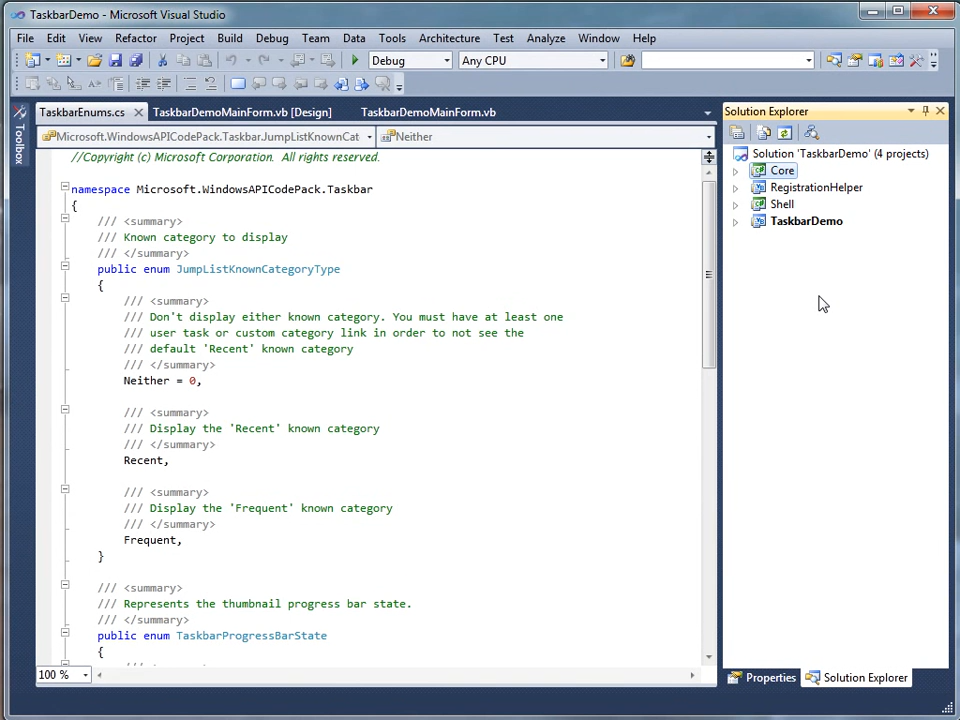 TaskbarDemo - Microsoft Visual Studio
File Edit View Refactor Project Build Debug Team Data Tools Architecture Test Analyze Window Help
Debug Any CPU
TaskbarEnums.cs TaskbarDemoMainForm.vb [Design] TaskbarDemoMainForm.vb
Microsoft.WindowsAPICodePack.Taskbar.JumpListKnownCat Neither
Toolbox
//Copyright (c) Microsoft Corporation.  All rights reserved.
namespace Microsoft.WindowsAPICodePack.Taskbar
{
/// <summary>
/// Known category to display
/// </summary>
public enum JumpListKnownCategoryType
{
/// <summary>
/// Don't display either known category. You must have at least one
/// user task or custom category link in order to not see the
/// default 'Recent' known category
/// </summary>
Neither = 0,
/// <summary>
/// Display the 'Recent' known category
/// </summary>
Recent,
/// <summary>
/// Display the 'Frequent' known category
/// </summary>
Frequent,
}
/// <summary>
/// Represents the thumbnail progress bar state.
/// </summary>
public enum TaskbarProgressBarState
{
100 %
Solution Explorer
Solution 'TaskbarDemo' (4 projects)
Core
RegistrationHelper
Shell
TaskbarDemo
Properties Solution Explorer